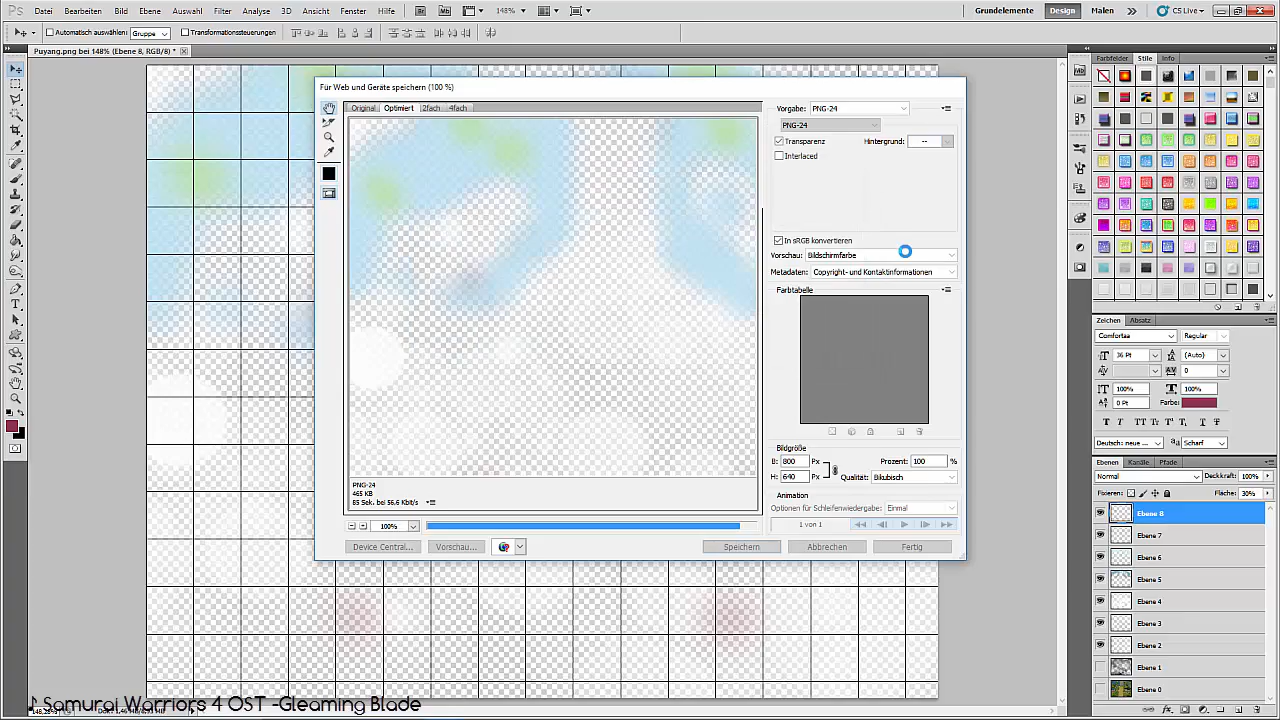 Ps Datei Bearbeiten Bild Ebene Auswahl Filter Analyse 3D Ansicht Fenster Hilfe Br Mb 148% Grundelemente Design Malen CS Live
Automatisch auswählen: Gruppe Transformationssteuerungen
Puyang.png bei 148% (Ebene 8, RGB/8) *
Für Web und Geräte speichern (100 %)
Original Optimiert 2fach 4fach
Vorgabe: PNG-24
PNG-24
Transparenz Hintergrund: --
Interlaced
In sRGB konvertieren
Vorschau: Bildschirmfarbe
Metadaten: Copyright- und Kontaktinformationen
Farbtabelle
Bildgröße
B: 800 Px Prozent: 100 %
H: 640 Px Qualität: Bikubisch
Animation
Optionen für Schleifenwiedergabe: Einmal
1 von 1
PNG-24
465 KB
85 Sek. bei 56.6 Kbit/s
100%
Device Central... Vorschau... Speichern Abbrechen Fertig
Farbfelder Stile Info
Zeichen Absatz
Comfortaa Regular
36 Pt (Auto)
0
100% 100%
0 Pt Farbe:
Deutsch: neue ... Scharf
Ebenen Kanäle Pfade
Normal Deckkraft: 100%
Fixieren: Fläche: 30%
Ebene 8
Ebene 7
Ebene 6
Ebene 5
Ebene 4
Ebene 3
Ebene 2
Ebene 1
Ebene 0
♪ Samurai Warriors 4 OST -Gleaming Blade